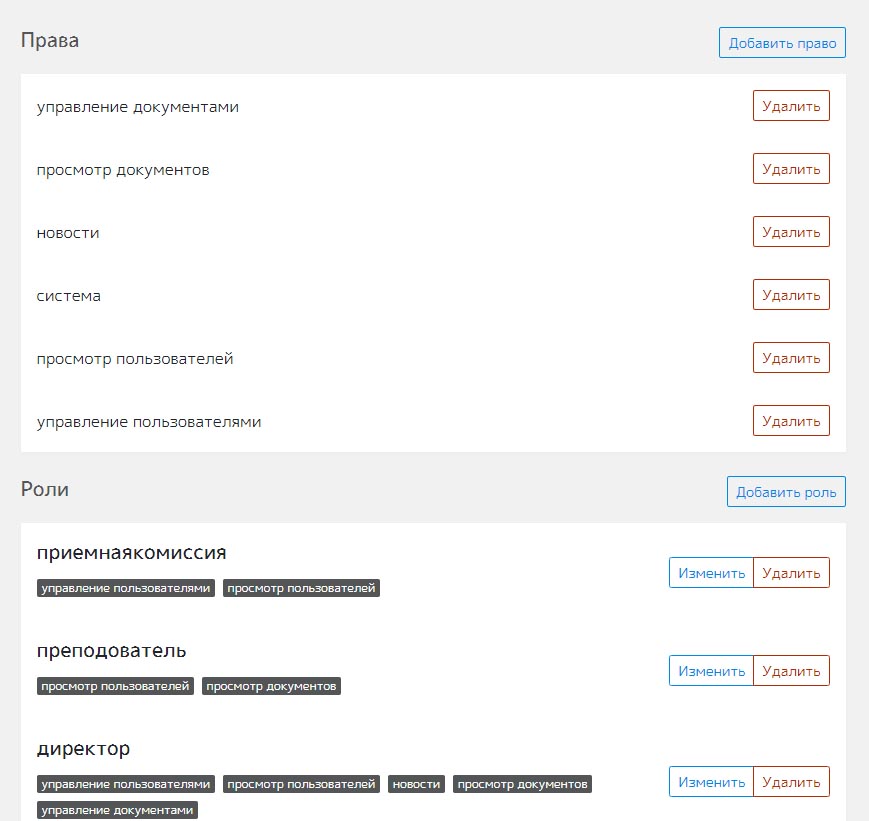 Права Добавить право
управление документами Удалить
просмотр документов Удалить
новости Удалить
система Удалить
просмотр пользователей Удалить
управление пользователями Удалить
Роли Добавить роль
приемнаякомиссия
управление пользователями просмотр пользователей
Изменить Удалить
преподователь
просмотр пользователей просмотр документов
Изменить Удалить
директор
управление пользователями просмотр пользователей новости просмотр документов
Изменить Удалить
управление документами